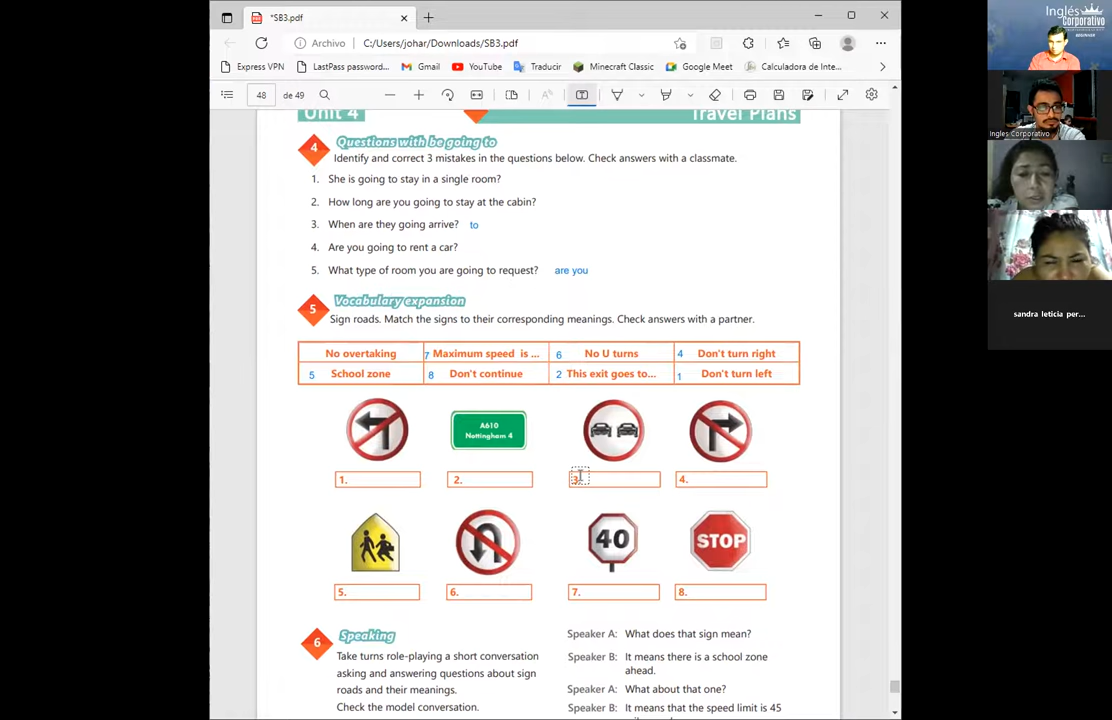 *SB3.pdf
Archivo C:/Users/johar/Downloads/SB3.pdf
Express VPN LastPass password... Gmail YouTube Traducir Minecraft Classic Google Meet Calculadora de Inte...
48 de 49
Unit 4 Travel Plans
4 Questions with be going to
Identify and correct 3 mistakes in the questions below. Check answers with a classmate.
1. She is going to stay in a single room?
2. How long are you going to stay at the cabin?
3. When are they going arrive? to
4. Are you going to rent a car?
5. What type of room you are going to request? are you
5 Vocabulary expansion
Sign roads. Match the signs to their corresponding meanings. Check answers with a partner.
No overtaking 7 Maximum speed is ... 6 No U turns 4 Don't turn right
5 School zone 8 Don't continue 2 This exit goes to... 1 Don't turn left
A610
Nottingham 4
1. 2. 3. 4.
40 STOP
5. 6. 7. 8.
6 Speaking
Take turns role-playing a short conversation
asking and answering questions about sign
roads and their meanings.
Check the model conversation.
Speaker A: What does that sign mean?
Speaker B: It means there is a school zone
ahead.
Speaker A: What about that one?
Speaker B: It means that the speed limit is 45
Inglés
Corporativo
BEGINNER
Ingles Corporativo
sandra leticia per...